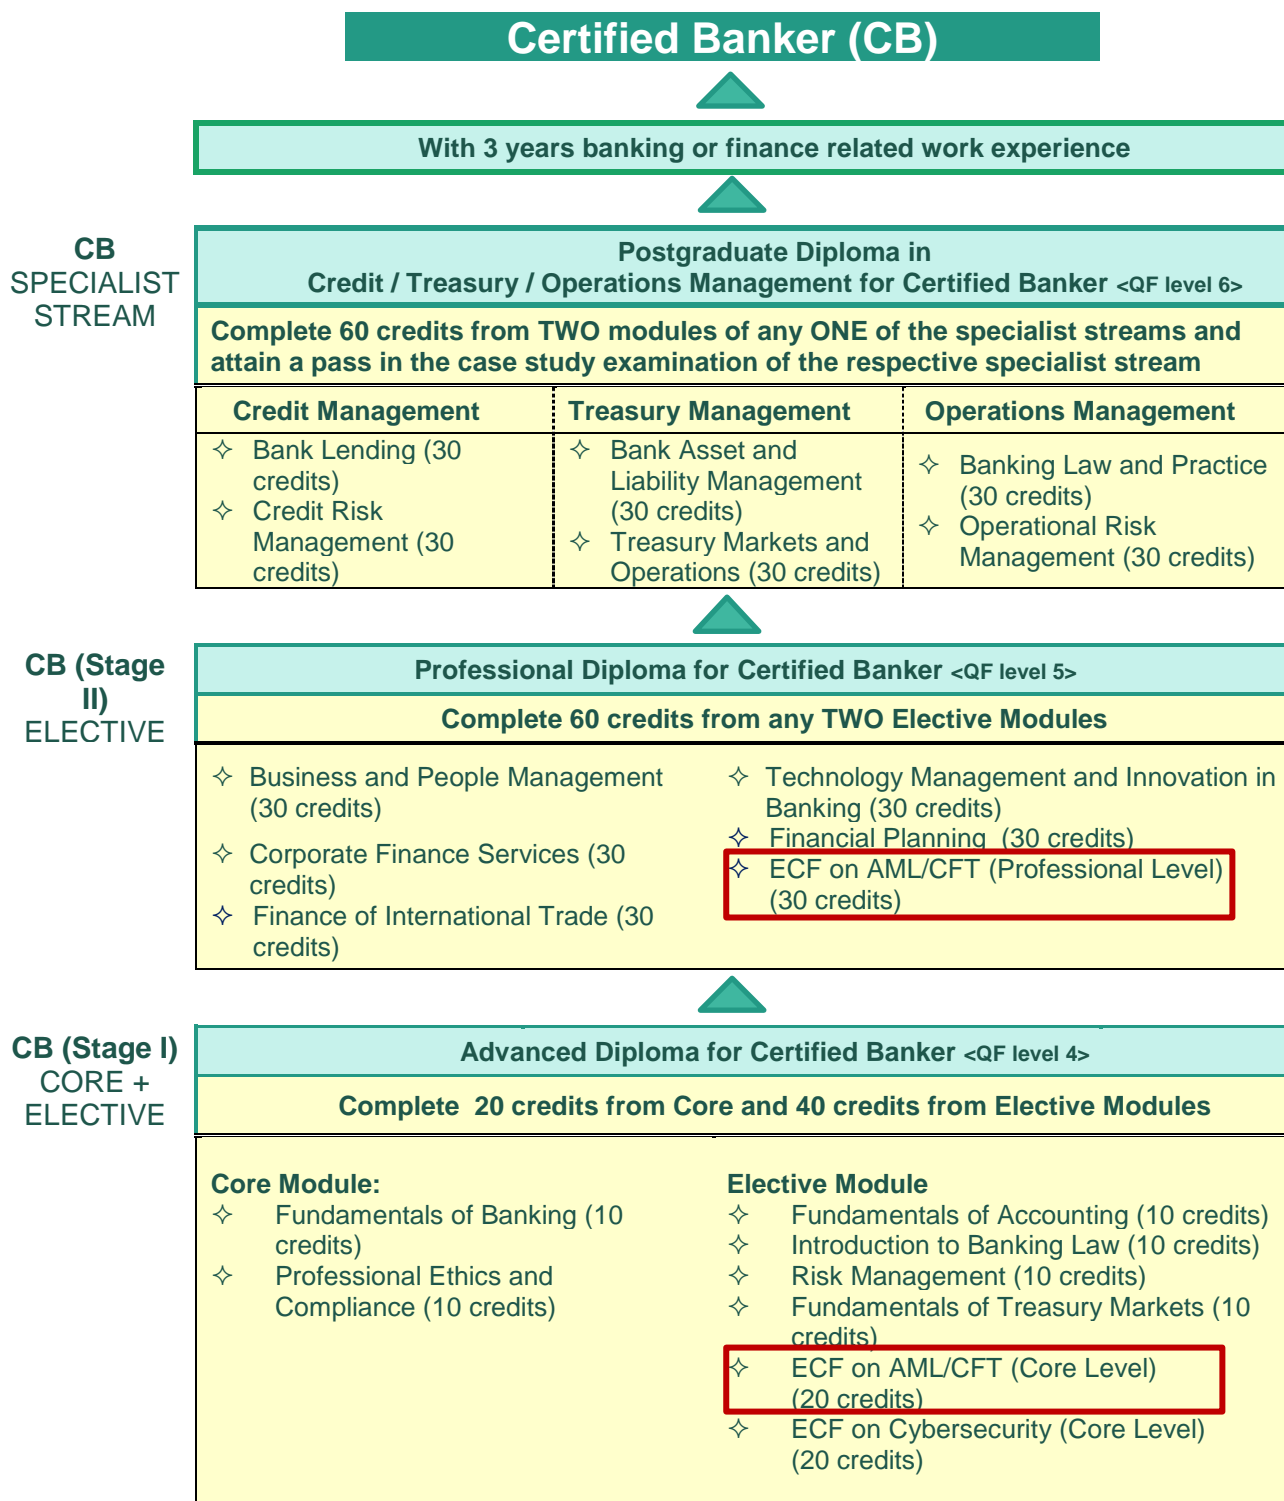 Certified Banker (CB)
With 3 years banking or finance related work experience
CB
SPECIALIST
STREAM
Postgraduate Diploma in
Credit / Treasury / Operations Management for Certified Banker <QF level 6>
Complete 60 credits from TWO modules of any ONE of the specialist streams and
attain a pass in the case study examination of the respective specialist stream
Credit Management
✧ Bank Lending (30
credits)
✧ Credit Risk
Management (30
credits)
Treasury Management
✧ Bank Asset and
Liability Management
(30 credits)
✧ Treasury Markets and
Operations (30 credits)
Operations Management
✧ Banking Law and Practice
(30 credits)
✧ Operational Risk
Management (30 credits)
CB (Stage
II)
ELECTIVE
Professional Diploma for Certified Banker <QF level 5>
Complete 60 credits from any TWO Elective Modules
✧ Business and People Management
(30 credits)
✧ Corporate Finance Services (30
credits)
✧ Finance of International Trade (30
credits)
✧ Technology Management and Innovation in
Banking (30 credits)
✧ Financial Planning (30 credits)
✧ ECF on AML/CFT (Professional Level)
(30 credits)
CB (Stage I)
CORE +
ELECTIVE
Advanced Diploma for Certified Banker <QF level 4>
Complete 20 credits from Core and 40 credits from Elective Modules
Core Module:
✧ Fundamentals of Banking (10
credits)
✧ Professional Ethics and
Compliance (10 credits)
Elective Module
✧ Fundamentals of Accounting (10 credits)
✧ Introduction to Banking Law (10 credits)
✧ Risk Management (10 credits)
✧ Fundamentals of Treasury Markets (10
credits)
✧ ECF on AML/CFT (Core Level)
(20 credits)
✧ ECF on Cybersecurity (Core Level)
(20 credits)